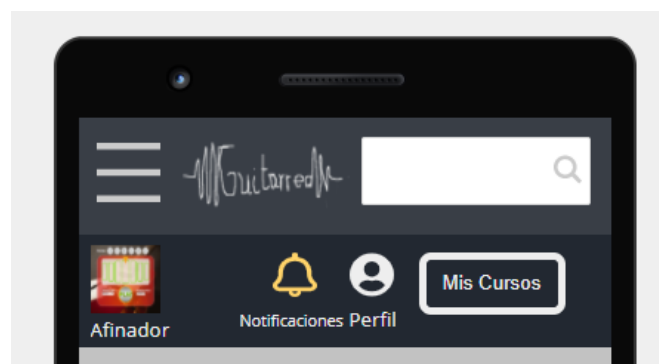 Guitarred
Mis Cursos
Afinador
Notificaciones Perfil